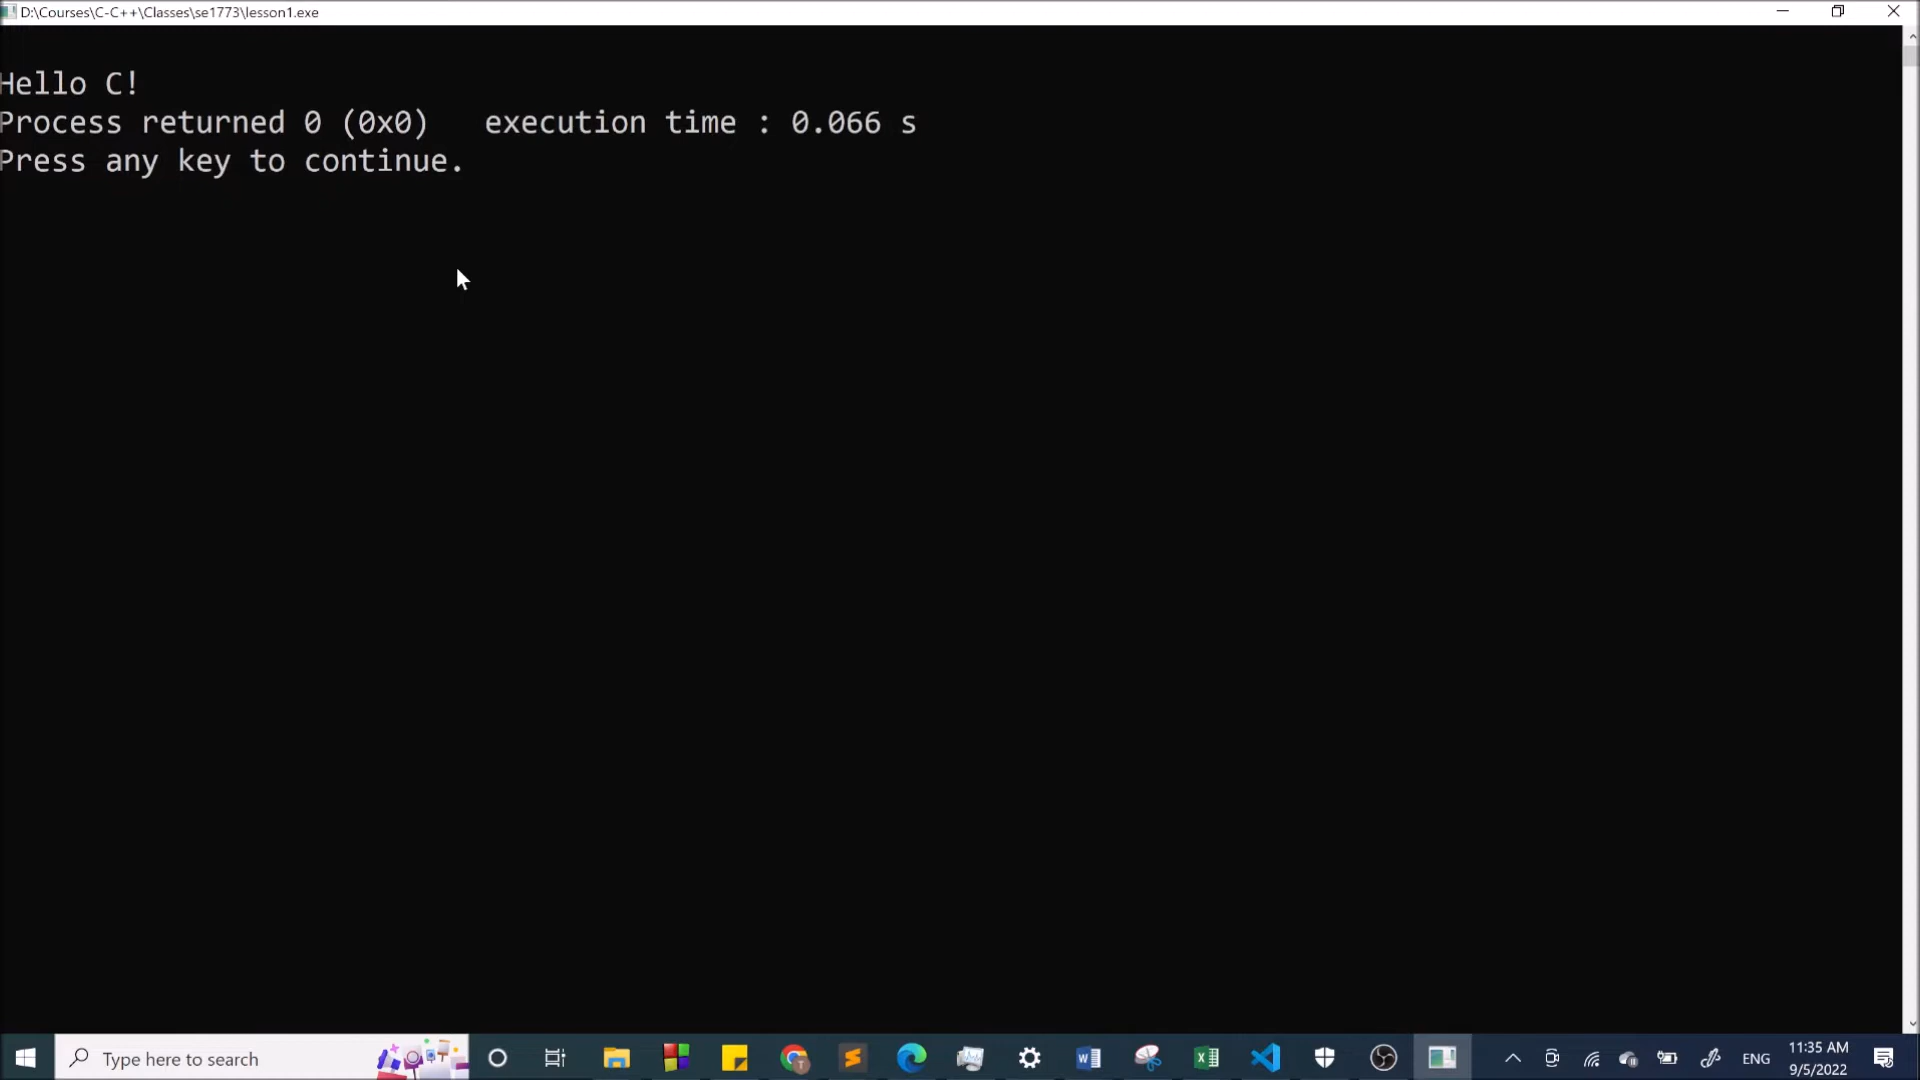 D:\Courses\C-C++\Classes\se1773\lesson1.exe
Hello C!
Process returned 0 (0x0)   execution time : 0.066 s
Press any key to continue.
Type here to search
ENG
11:35 AM
9/5/2022